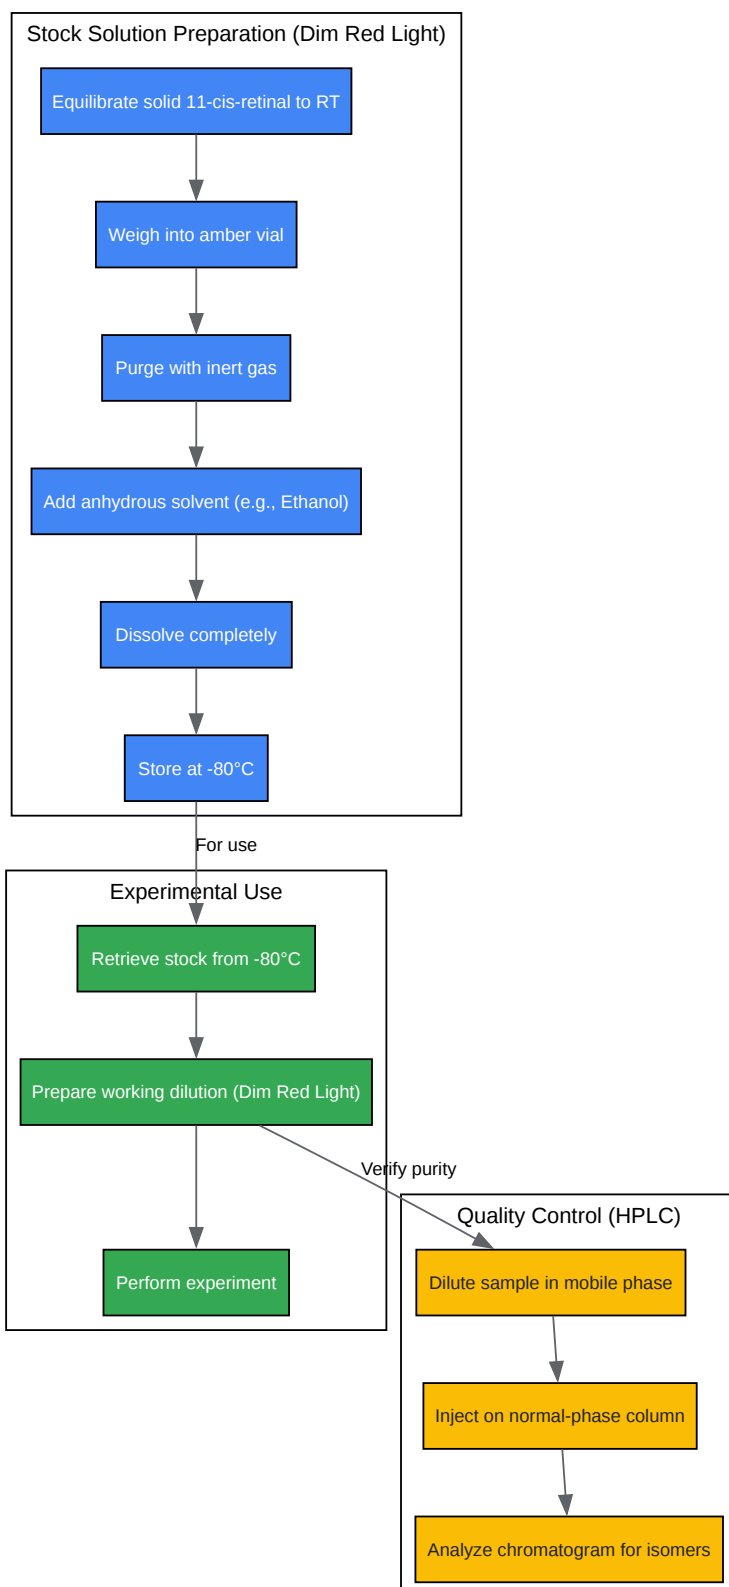 Stock Solution Preparation (Dim Red Light)
Equilibrate solid 11-cis-retinal to RT
Weigh into amber vial
Purge with inert gas
Add anhydrous solvent (e.g., Ethanol)
Dissolve completely
Store at -80°C
For use
Experimental Use
Retrieve stock from -80°C
Prepare working dilution (Dim Red Light)
Verify purity
Quality Control (HPLC)
Perform experiment
Dilute sample in mobile phase
Inject on normal-phase column
Analyze chromatogram for isomers